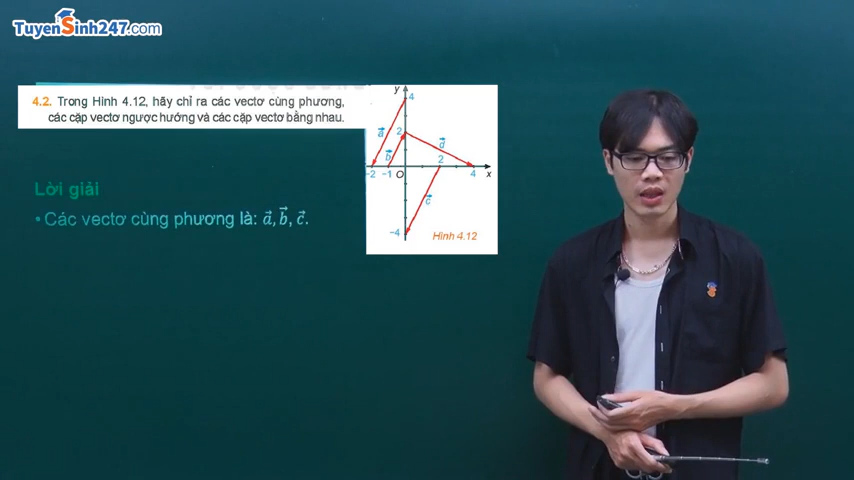 TuyenSinh247.com
4.2. Trong Hình 4.12, hãy chỉ ra các vectơ cùng phương,
các cặp vectơ ngược hướng và các cặp vectơ bằng nhau.
y
4
a⃗
2
d⃗
b⃗
2
-2 -1 O 4 x
c⃗
-4
Hình 4.12
Lời giải
• Các vectơ cùng phương là: a⃗, b⃗, c⃗.